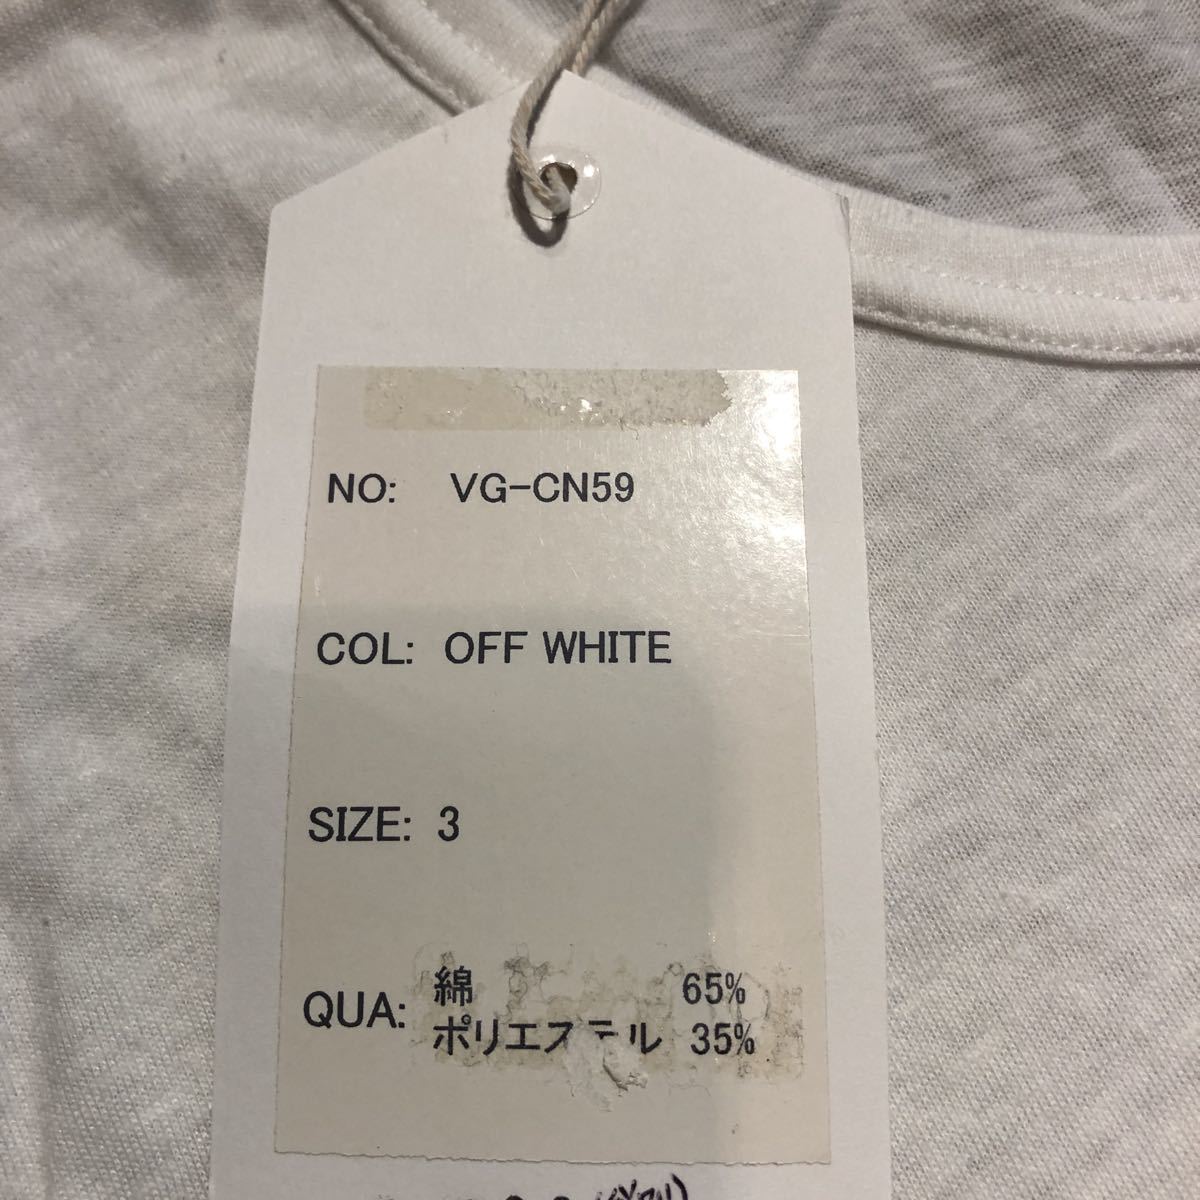 NO: VG-CN59
COL: OFF WHITE
SIZE: 3
QUA: 綿 65%
ポリエステル 35%